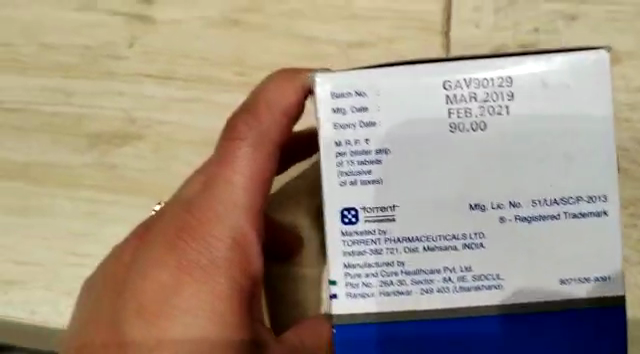 Batch No. : GAV90129
Mfg. Date : MAR.2019
Expiry Date : FEB.2021
M.R.P. ₹ 90.00
per blister strip
of 15 tablets
(Inclusive
of all taxes)
torrent
PHARMA
Mfg. Lic. No. 51/UA/SC/P-2013
® - Registered Trademark
Marketed by
TORRENT PHARMACEUTICALS LTD.
Indrad-382 721, Dist. Mehsana, INDIA.
Manufactured by
Pure and Cure Healthcare Pvt. Ltd.
Plot No. 26A-30, Sector - 8A, IIE, SIDCUL,
Ranipur, Haridwar - 249 403 (Uttarakhand)